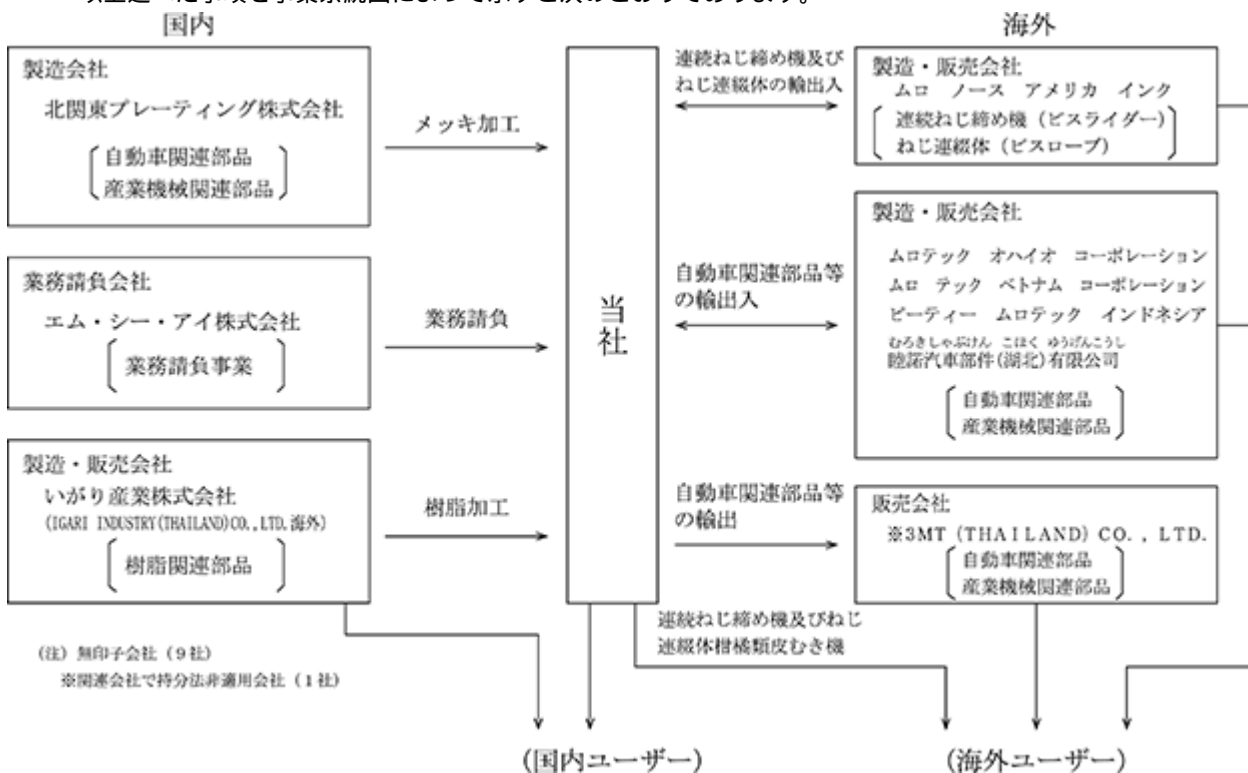 国内
海外
製造会社
北関東プレーティング株式会社
自動車関連部品
産業機械関連部品
メッキ加工
業務請負会社
エム・シー・アイ株式会社
業務請負事業
業務請負
製造・販売会社
いがり産業株式会社
(IGARI INDUSTRY(THAILAND)CO.,LTD.海外)
樹脂関連部品
樹脂加工
当社
連続ねじ締め機及び
ねじ連綴体の輸出入
製造・販売会社
ムロ ノース アメリカ インク
連続ねじ締め機（ビスライダー）
ねじ連綴体（ビスロープ）
自動車関連部品等
の輸出入
製造・販売会社
ムロテック オハイオ コーポレーション
ムロ テック ベトナム コーポレーション
ピーティー ムロテック インドネシア
むろきしゃぶけん こほく ゆうげんこうし
睦諾汽車部件(湖北)有限公司
自動車関連部品
産業機械関連部品
自動車関連部品等
の輸出
販売会社
※3MT (THAILAND) CO., LTD.
自動車関連部品
産業機械関連部品
連続ねじ締め機及びねじ
連綴体柑橘類皮むき機
(注) 無印子会社（９社）
※関連会社で持分法非適用会社（１社）
(国内ユーザー)
(海外ユーザー)